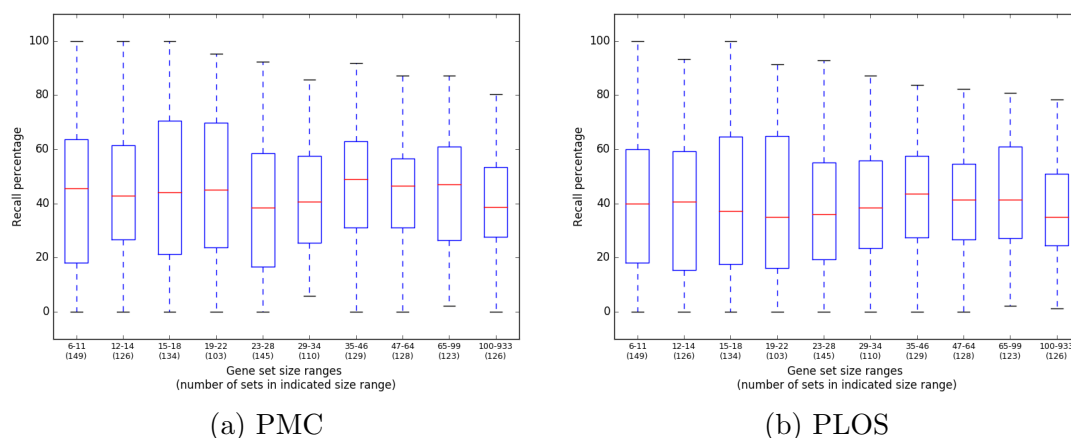 100
80
60
40
20
0
Recall percentage
6-11 12-14 15-18 19-22 23-28 29-34 35-46 47-64 65-99 100-933
(149) (126) (134) (103) (145) (110) (129) (128) (123) (126)
Gene set size ranges
(number of sets in indicated size range)
(a) PMC
100
80
60
40
20
0
Recall percentage
6-11 12-14 15-18 19-22 23-28 29-34 35-46 47-64 65-99 100-933
(149) (126) (134) (103) (145) (110) (129) (128) (123) (126)
Gene set size ranges
(number of sets in indicated size range)
(b) PLOS